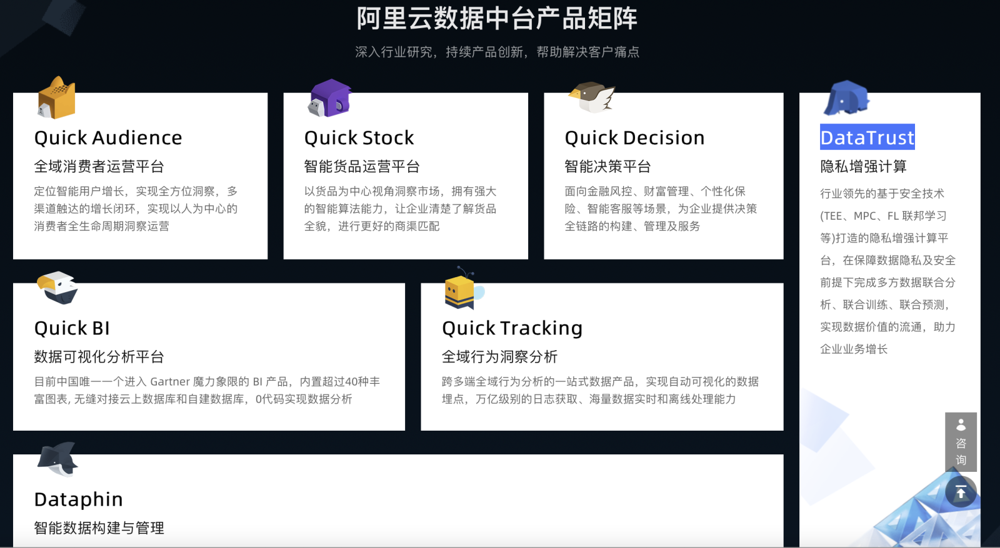 阿里云数据中台产品矩阵
深入行业研究，持续产品创新，帮助解决客户痛点
Quick Audience
全域消费者运营平台
定位智能用户增长，实现全方位洞察，多
渠道触达的增长闭环，实现以人为中心的
消费者全生命周期洞察运营
Quick Stock
智能货品运营平台
以货品为中心视角洞察市场，拥有强大
的智能算法能力，让企业清楚了解货品
全貌，进行更好的商渠匹配
Quick Decision
智能决策平台
面向金融风控、财富管理、个性化保
险、智能客服等场景，为企业提供决策
全链路的构建、管理及服务
DataTrust
隐私增强计算
行业领先的基于安全技术
(TEE、MPC、FL 联邦学习
等)打造的隐私增强计算平
台，在保障数据隐私及安全
前提下完成多方数据联合分
析、联合训练、联合预测，
实现数据价值的流通，助力
企业业务增长
Quick BI
数据可视化分析平台
目前中国唯一一个进入 Gartner 魔力象限的 BI 产品，内置超过40种丰
富图表, 无缝对接云上数据库和自建数据库，0代码实现数据分析
Quick Tracking
全域行为洞察分析
跨多端全域行为分析的一站式数据产品，实现自动可视化的数据
埋点，万亿级别的日志获取、海量数据实时和离线处理能力
Dataphin
智能数据构建与管理
咨
询